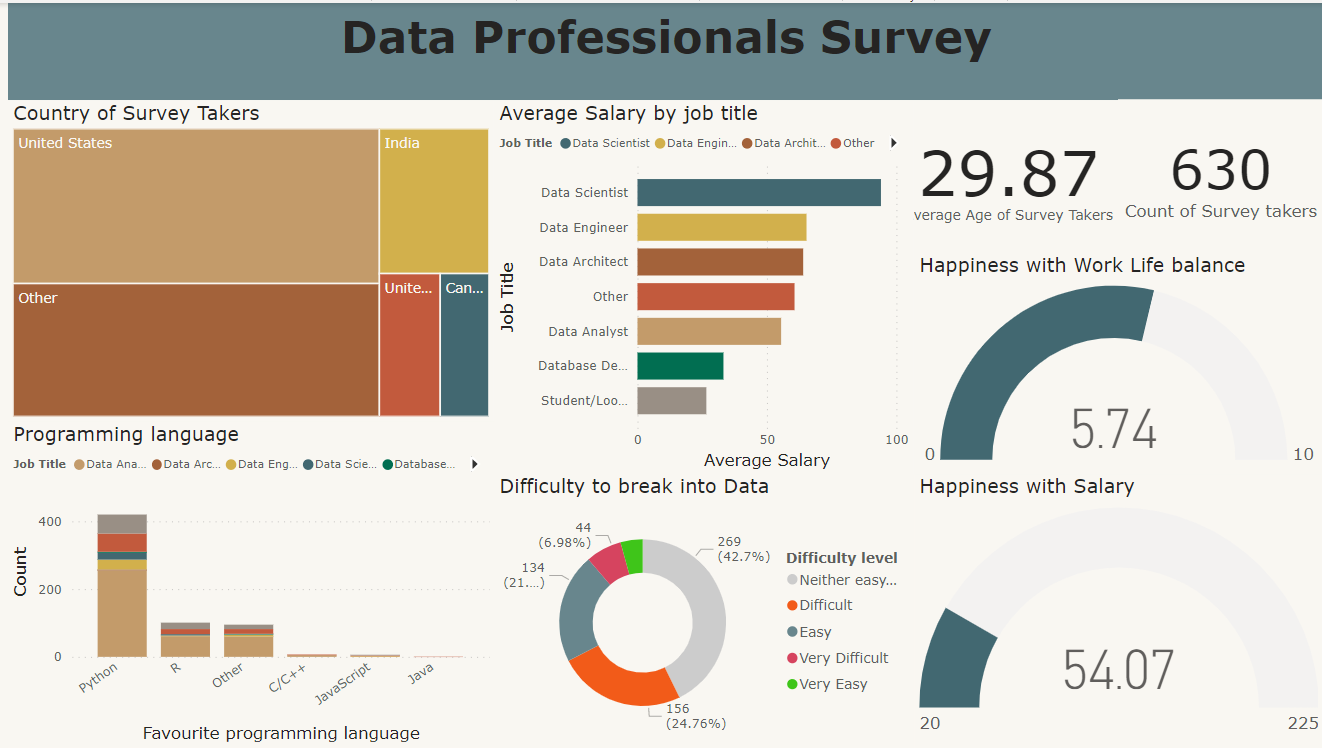 Data Professionals Survey
Country of Survey Takers
United States
India
Other
Unite...
Can...
Average Salary by job title
Job Title Data Scientist Data Engin... Data Archit... Other
Job Title
Data Scientist
Data Engineer
Data Architect
Other
Data Analyst
Database De...
Student/Loo...
0 50 100
Average Salary
29.87
verage Age of Survey Takers
630
Count of Survey takers
Happiness with Work Life balance
5.74
0
10
Programming language
Job Title Data Ana... Data Arc... Data Eng... Data Scie... Database...
Count
400
200
0
Python R Other C/C++ JavaScript Java
Favourite programming language
Difficulty to break into Data
44
(6.98%)
269
(42.7%)
134
(21....)
156
(24.76%)
Difficulty level
Neither easy...
Difficult
Easy
Very Difficult
Very Easy
Happiness with Salary
54.07
20
225